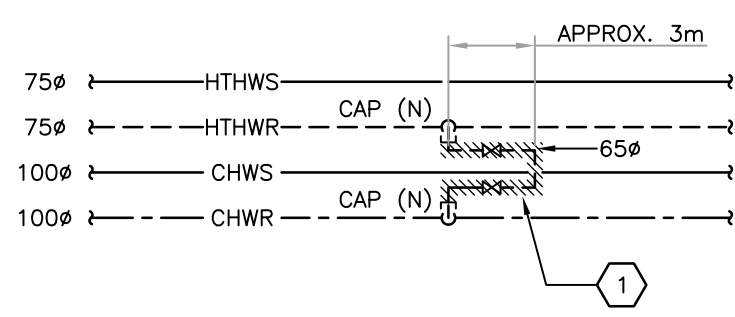 APPROX. 3m
75ø HTHWS
CAP (N)
75ø HTHWR
65ø
100ø CHWS
CAP (N)
100ø CHWR
1